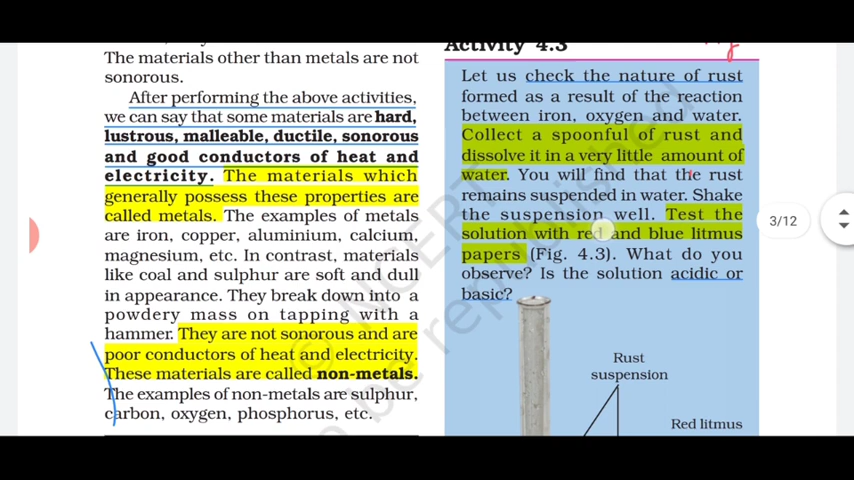 The materials other than metals are not
sonorous.
After performing the above activities,
we can say that some materials are hard,
lustrous, malleable, ductile, sonorous
and good conductors of heat and
electricity. The materials which
generally possess these properties are
called metals. The examples of metals
are iron, copper, aluminium, calcium,
magnesium, etc. In contrast, materials
like coal and sulphur are soft and dull
in appearance. They break down into a
powdery mass on tapping with a
hammer. They are not sonorous and are
poor conductors of heat and electricity.
These materials are called non-metals.
The examples of non-metals are sulphur,
carbon, oxygen, phosphorus, etc.
Activity 4.3
Let us check the nature of rust
formed as a result of the reaction
between iron, oxygen and water.
Collect a spoonful of rust and
dissolve it in a very little amount of
water. You will find that the rust
remains suspended in water. Shake
the suspension well. Test the
solution with red and blue litmus
papers (Fig. 4.3). What do you
observe? Is the solution acidic or
basic?
Rust
suspension
Red litmus
3/12
© NCERT
be republished